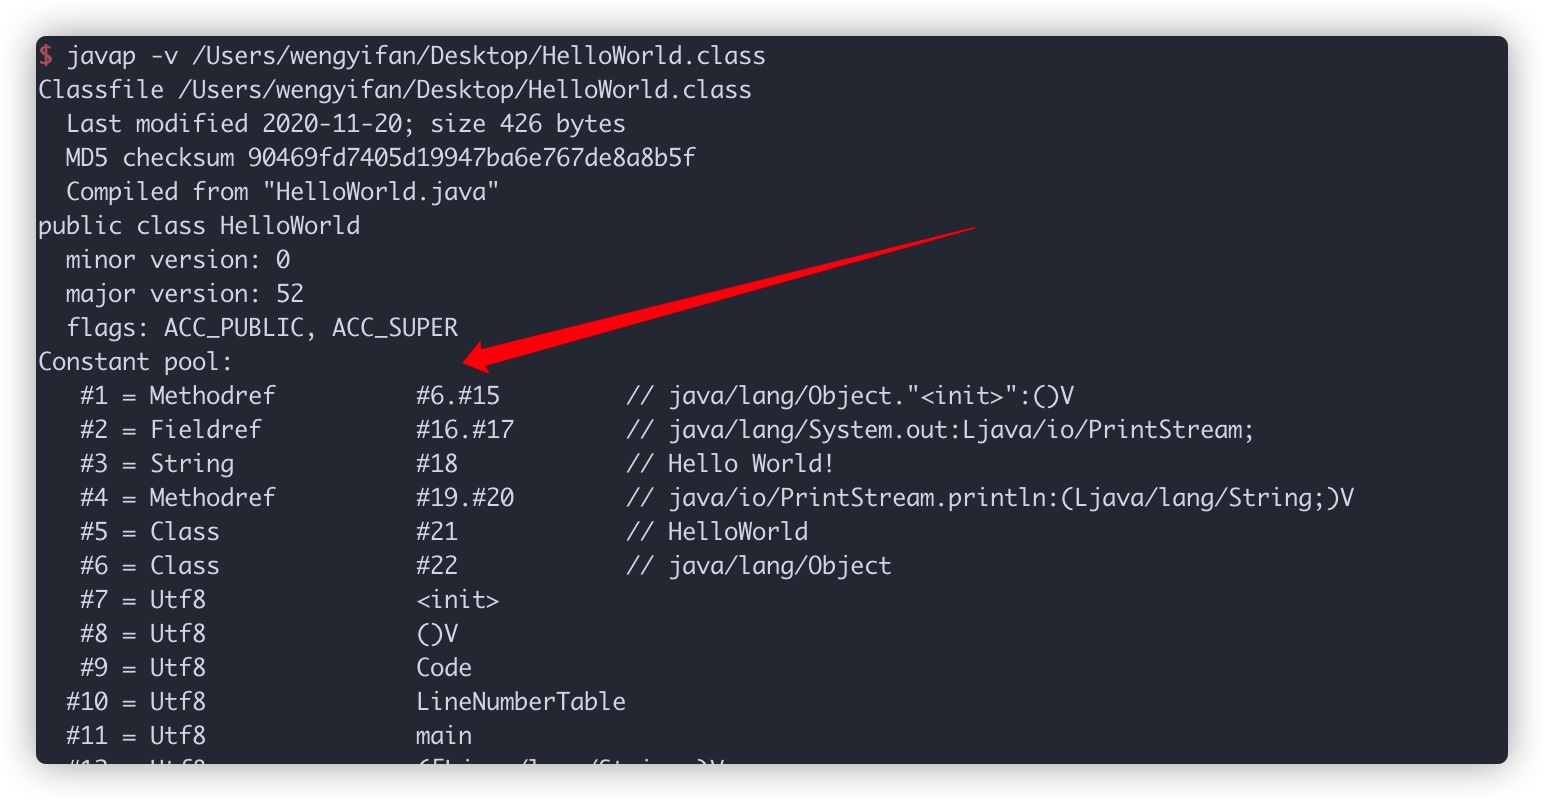 $ javap -v /Users/wengyifan/Desktop/HelloWorld.class
Classfile /Users/wengyifan/Desktop/HelloWorld.class
  Last modified 2020-11-20; size 426 bytes
  MD5 checksum 90469fd7405d19947ba6e767de8a8b5f
  Compiled from "HelloWorld.java"
public class HelloWorld
  minor version: 0
  major version: 52
  flags: ACC_PUBLIC, ACC_SUPER
Constant pool:
   #1 = Methodref          #6.#15         // java/lang/Object."<init>":()V
   #2 = Fieldref           #16.#17        // java/lang/System.out:Ljava/io/PrintStream;
   #3 = String             #18            // Hello World!
   #4 = Methodref          #19.#20        // java/io/PrintStream.println:(Ljava/lang/String;)V
   #5 = Class              #21            // HelloWorld
   #6 = Class              #22            // java/lang/Object
   #7 = Utf8               <init>
   #8 = Utf8               ()V
   #9 = Utf8               Code
  #10 = Utf8               LineNumberTable
  #11 = Utf8               main